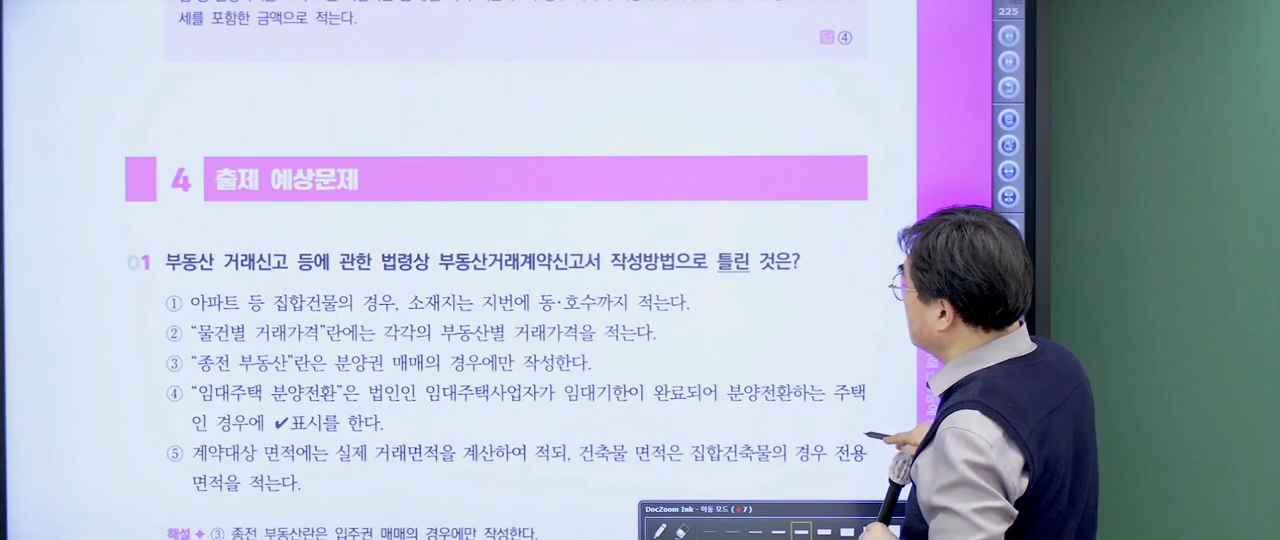 세를 포함한 금액으로 적는다.
답 ④
225
4 출제 예상문제
01 부동산 거래신고 등에 관한 법령상 부동산거래계약신고서 작성방법으로 틀린 것은?
① 아파트 등 집합건물의 경우, 소재지는 지번에 동·호수까지 적는다.
② “물건별 거래가격”란에는 각각의 부동산별 거래가격을 적는다.
③ “종전 부동산”란은 분양권 매매의 경우에만 작성한다.
④ “임대주택 분양전환”은 법인인 임대주택사업자가 임대기한이 완료되어 분양전환하는 주택
인 경우에 ✔표시를 한다.
⑤ 계약대상 면적에는 실제 거래면적을 계산하여 적되, 건축물 면적은 집합건축물의 경우 전용
면적을 적는다.
DocZoom Ink - 이동 모드 ( 7 )
해설 ✦ ③ 종전 부동산란은 입주권 매매의 경우에만 작성한다.